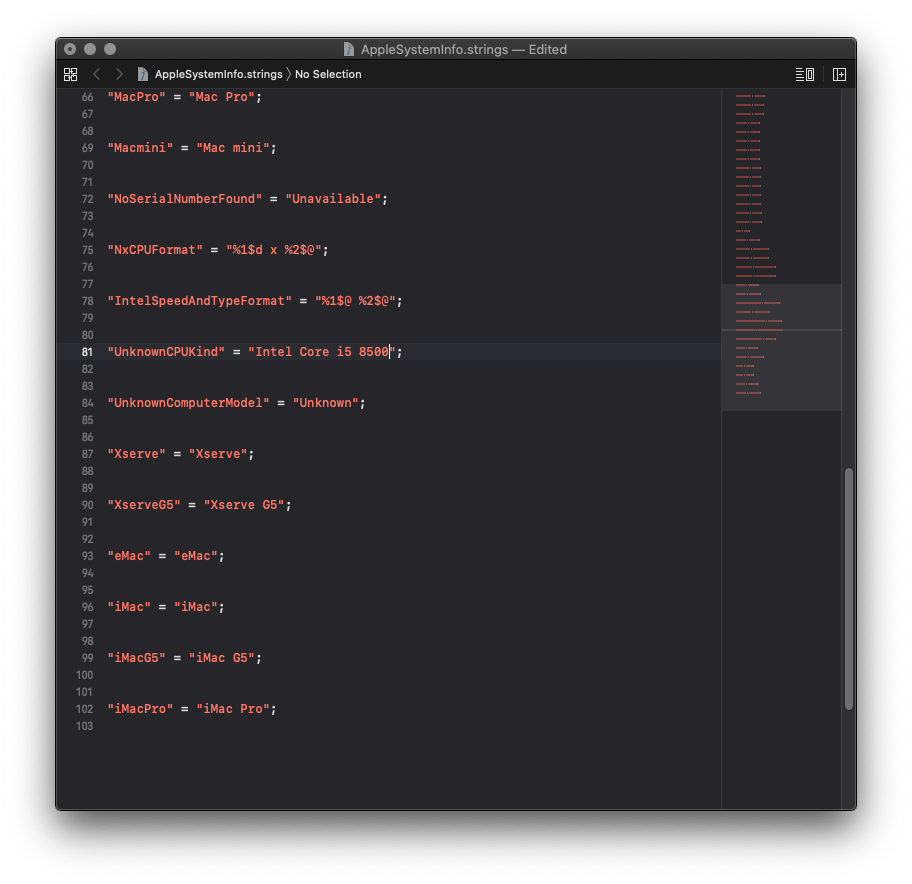 AppleSystemInfo.strings — Edited
AppleSystemInfo.strings 〉 No Selection
66 "MacPro" = "Mac Pro";
67
68
69 "Macmini" = "Mac mini";
70
71
72 "NoSerialNumberFound" = "Unavailable";
73
74
75 "NxCPUFormat" = "%1$d x %2$@";
76
77
78 "IntelSpeedAndTypeFormat" = "%1$@ %2$@";
79
80
81 "UnknownCPUKind" = "Intel Core i5 8500";
82
83
84 "UnknownComputerModel" = "Unknown";
85
86
87 "Xserve" = "Xserve";
88
89
90 "XserveG5" = "Xserve G5";
91
92
93 "eMac" = "eMac";
94
95
96 "iMac" = "iMac";
97
98
99 "iMacG5" = "iMac G5";
100
101
102 "iMacPro" = "iMac Pro";
103